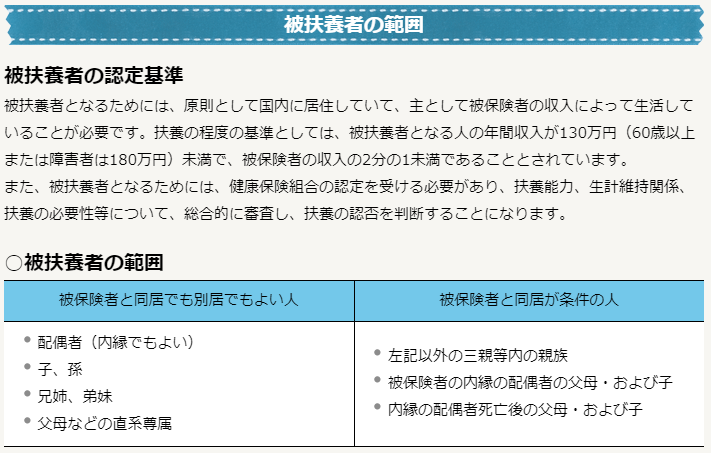 被扶養者の範囲
被扶養者の認定基準
被扶養者となるためには、原則として国内に居住していて、主として被保険者の収入によって生活して
いることが必要です。扶養の程度の基準としては、被扶養者となる人の年間収入が130万円（60歳以上
または障害者は180万円）未満で、被保険者の収入の2分の1未満であることとされています。
また、被扶養者となるためには、健康保険組合の認定を受ける必要があり、扶養能力、生計維持関係、
扶養の必要性等について、総合的に審査し、扶養の認否を判断することになります。
○被扶養者の範囲
被保険者と同居でも別居でもよい人
配偶者（内縁でもよい）
子、孫
兄姉、弟妹
父母などの直系尊属
被保険者と同居が条件の人
左記以外の三親等内の親族
被保険者の内縁の配偶者の父母・および子
内縁の配偶者死亡後の父母・および子